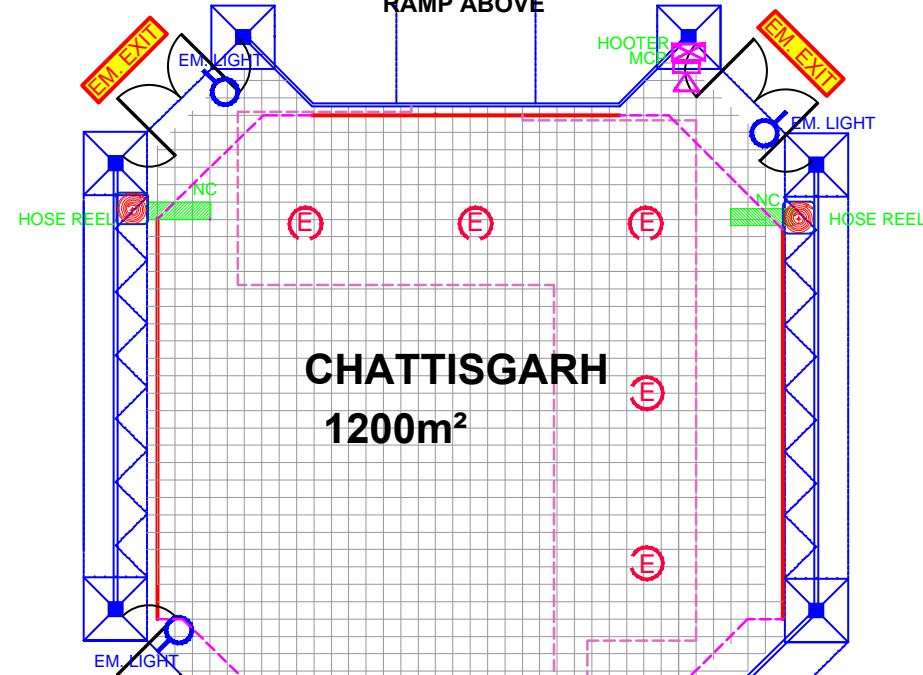 RAMP ABOVE
EM. EXIT
EM. LIGHT
HOOTER
MCP
EM. EXIT
EM. LIGHT
NC
HOSE REEL
NC
HOSE REEL
E
E
E
CHATTISGARH
1200m²
E
E
EM. LIGHT